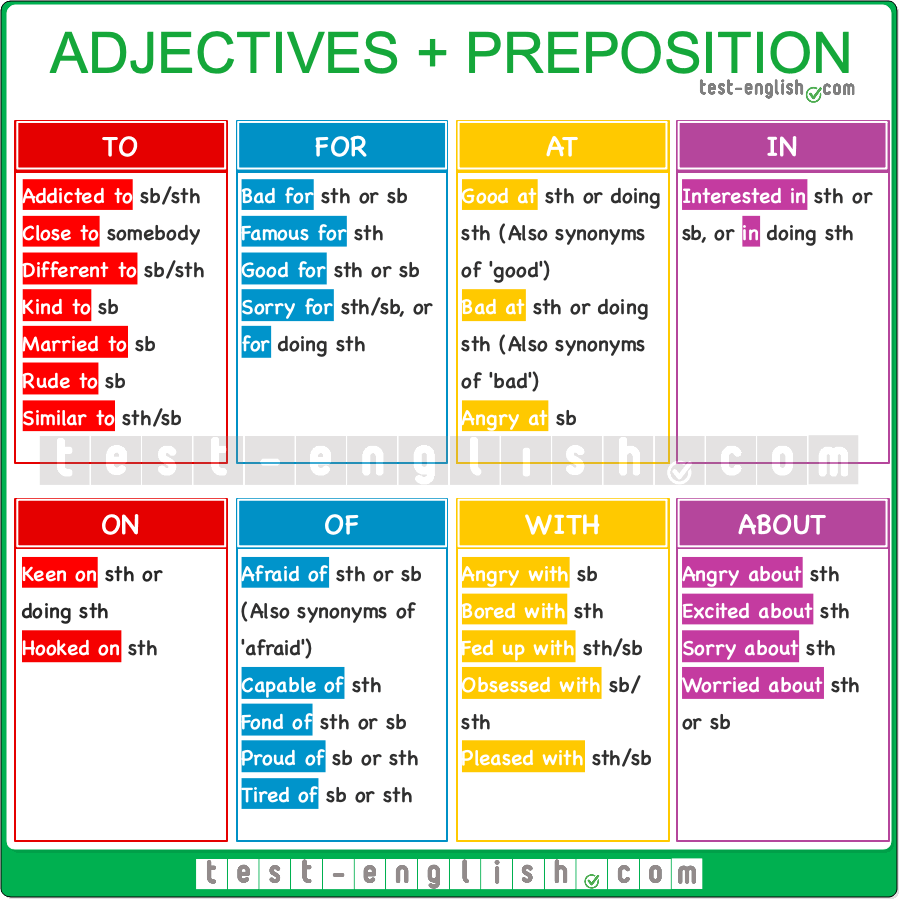 ADJECTIVES + PREPOSITION
test-english.com
TO
Addicted to sb/sth
Close to somebody
Different to sb/sth
Kind to sb
Married to sb
Rude to sb
Similar to sth/sb
FOR
Bad for sth or sb
Famous for sth
Good for sth or sb
Sorry for sth/sb, or
for doing sth
AT
Good at sth or doing
sth (Also synonyms
of 'good')
Bad at sth or doing
sth (Also synonyms
of 'bad')
Angry at sb
IN
Interested in sth or
sb, or in doing sth
test-english.com
ON
Keen on sth or
doing sth
Hooked on sth
OF
Afraid of sth or sb
(Also synonyms of
'afraid')
Capable of sth
Fond of sth or sb
Proud of sb or sth
Tired of sb or sth
WITH
Angry with sb
Bored with sth
Fed up with sth/sb
Obsessed with sb/
sth
Pleased with sth/sb
ABOUT
Angry about sth
Excited about sth
Sorry about sth
Worried about sth
or sb
test-english.com